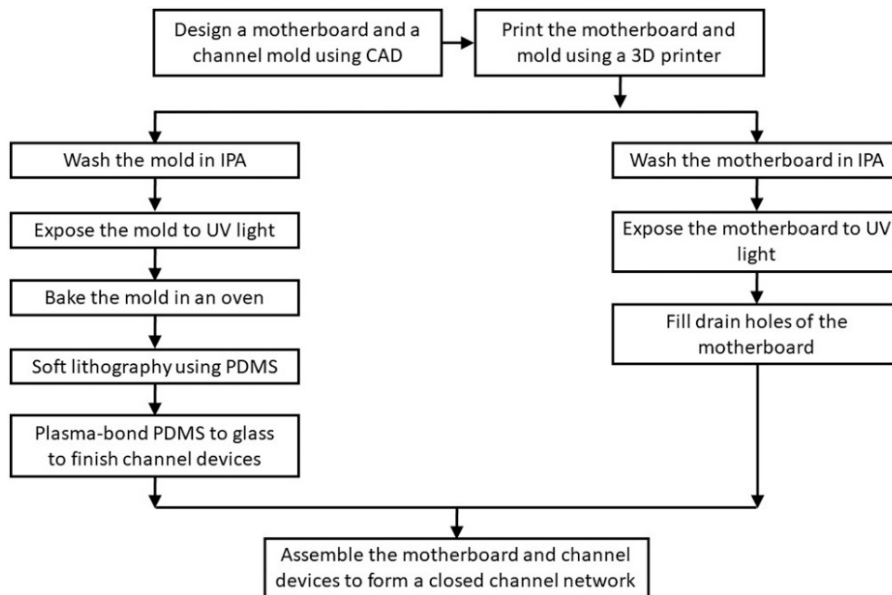 Design a motherboard and a
channel mold using CAD
Print the motherboard and
mold using a 3D printer
Wash the mold in IPA
Expose the mold to UV light
Bake the mold in an oven
Soft lithography using PDMS
Plasma-bond PDMS to glass
to finish channel devices
Wash the motherboard in IPA
Expose the motherboard to UV
light
Fill drain holes of the
motherboard
Assemble the motherboard and channel
devices to form a closed channel network